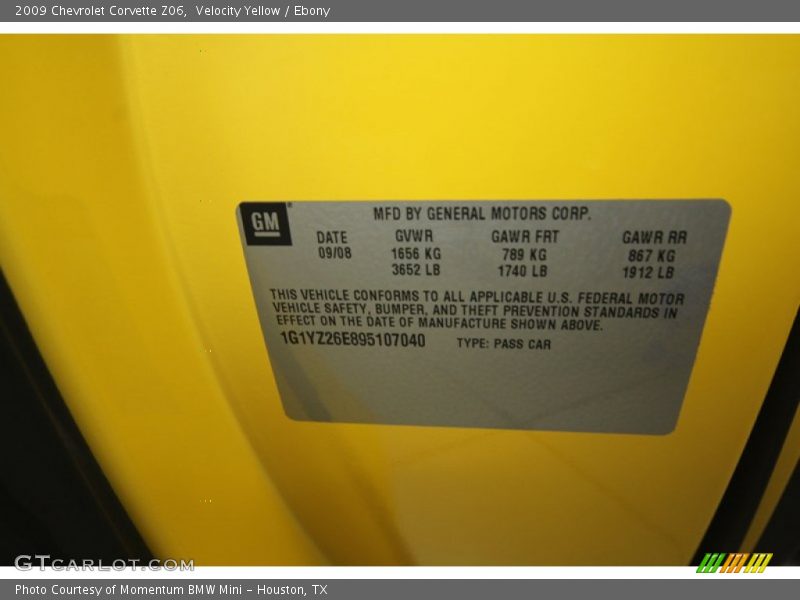 2009 Chevrolet Corvette Z06,  Velocity Yellow / Ebony
GM
MFD BY GENERAL MOTORS CORP.
DATE GVWR GAWR FRT GAWR RR
09/08 1656 KG 789 KG 867 KG
3652 LB 1740 LB 1912 LB
THIS VEHICLE CONFORMS TO ALL APPLICABLE U.S. FEDERAL MOTOR
VEHICLE SAFETY, BUMPER, AND THEFT PREVENTION STANDARDS IN
EFFECT ON THE DATE OF MANUFACTURE SHOWN ABOVE.
1G1YZ26E895107040 TYPE: PASS CAR
GTCARLOT.COM
Photo Courtesy of Momentum BMW Mini - Houston, TX